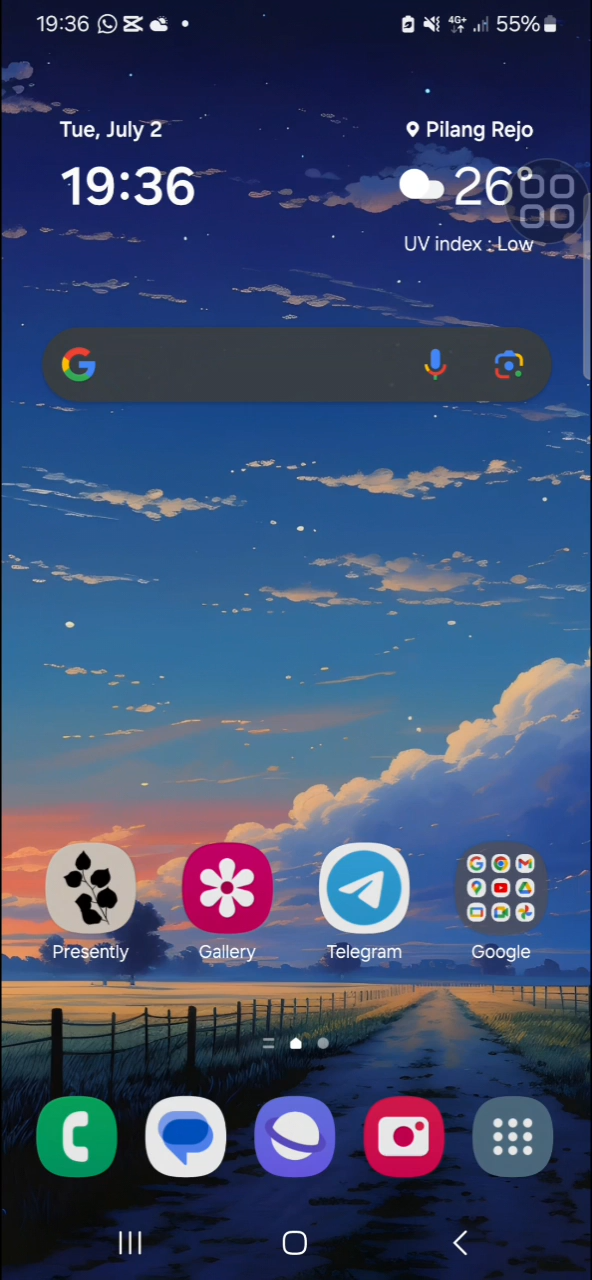 19:36
4G+
55%
Tue, July 2
Pilang Rejo
19:36
26°
UV index : Low
Presently
Gallery
Telegram
Google